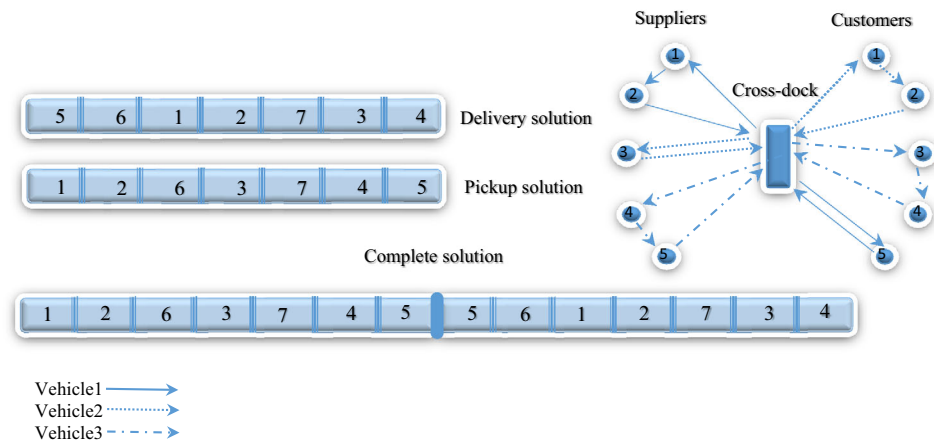 Suppliers Customers
1 1
Cross-dock
2 2
5 6 1 2 7 3 4 Delivery solution
3 3
1 2 6 3 7 4 5 Pickup solution
4 4
5 5
Complete solution
1 2 6 3 7 4 5 5 6 1 2 7 3 4
Vehicle1
Vehicle2
Vehicle3